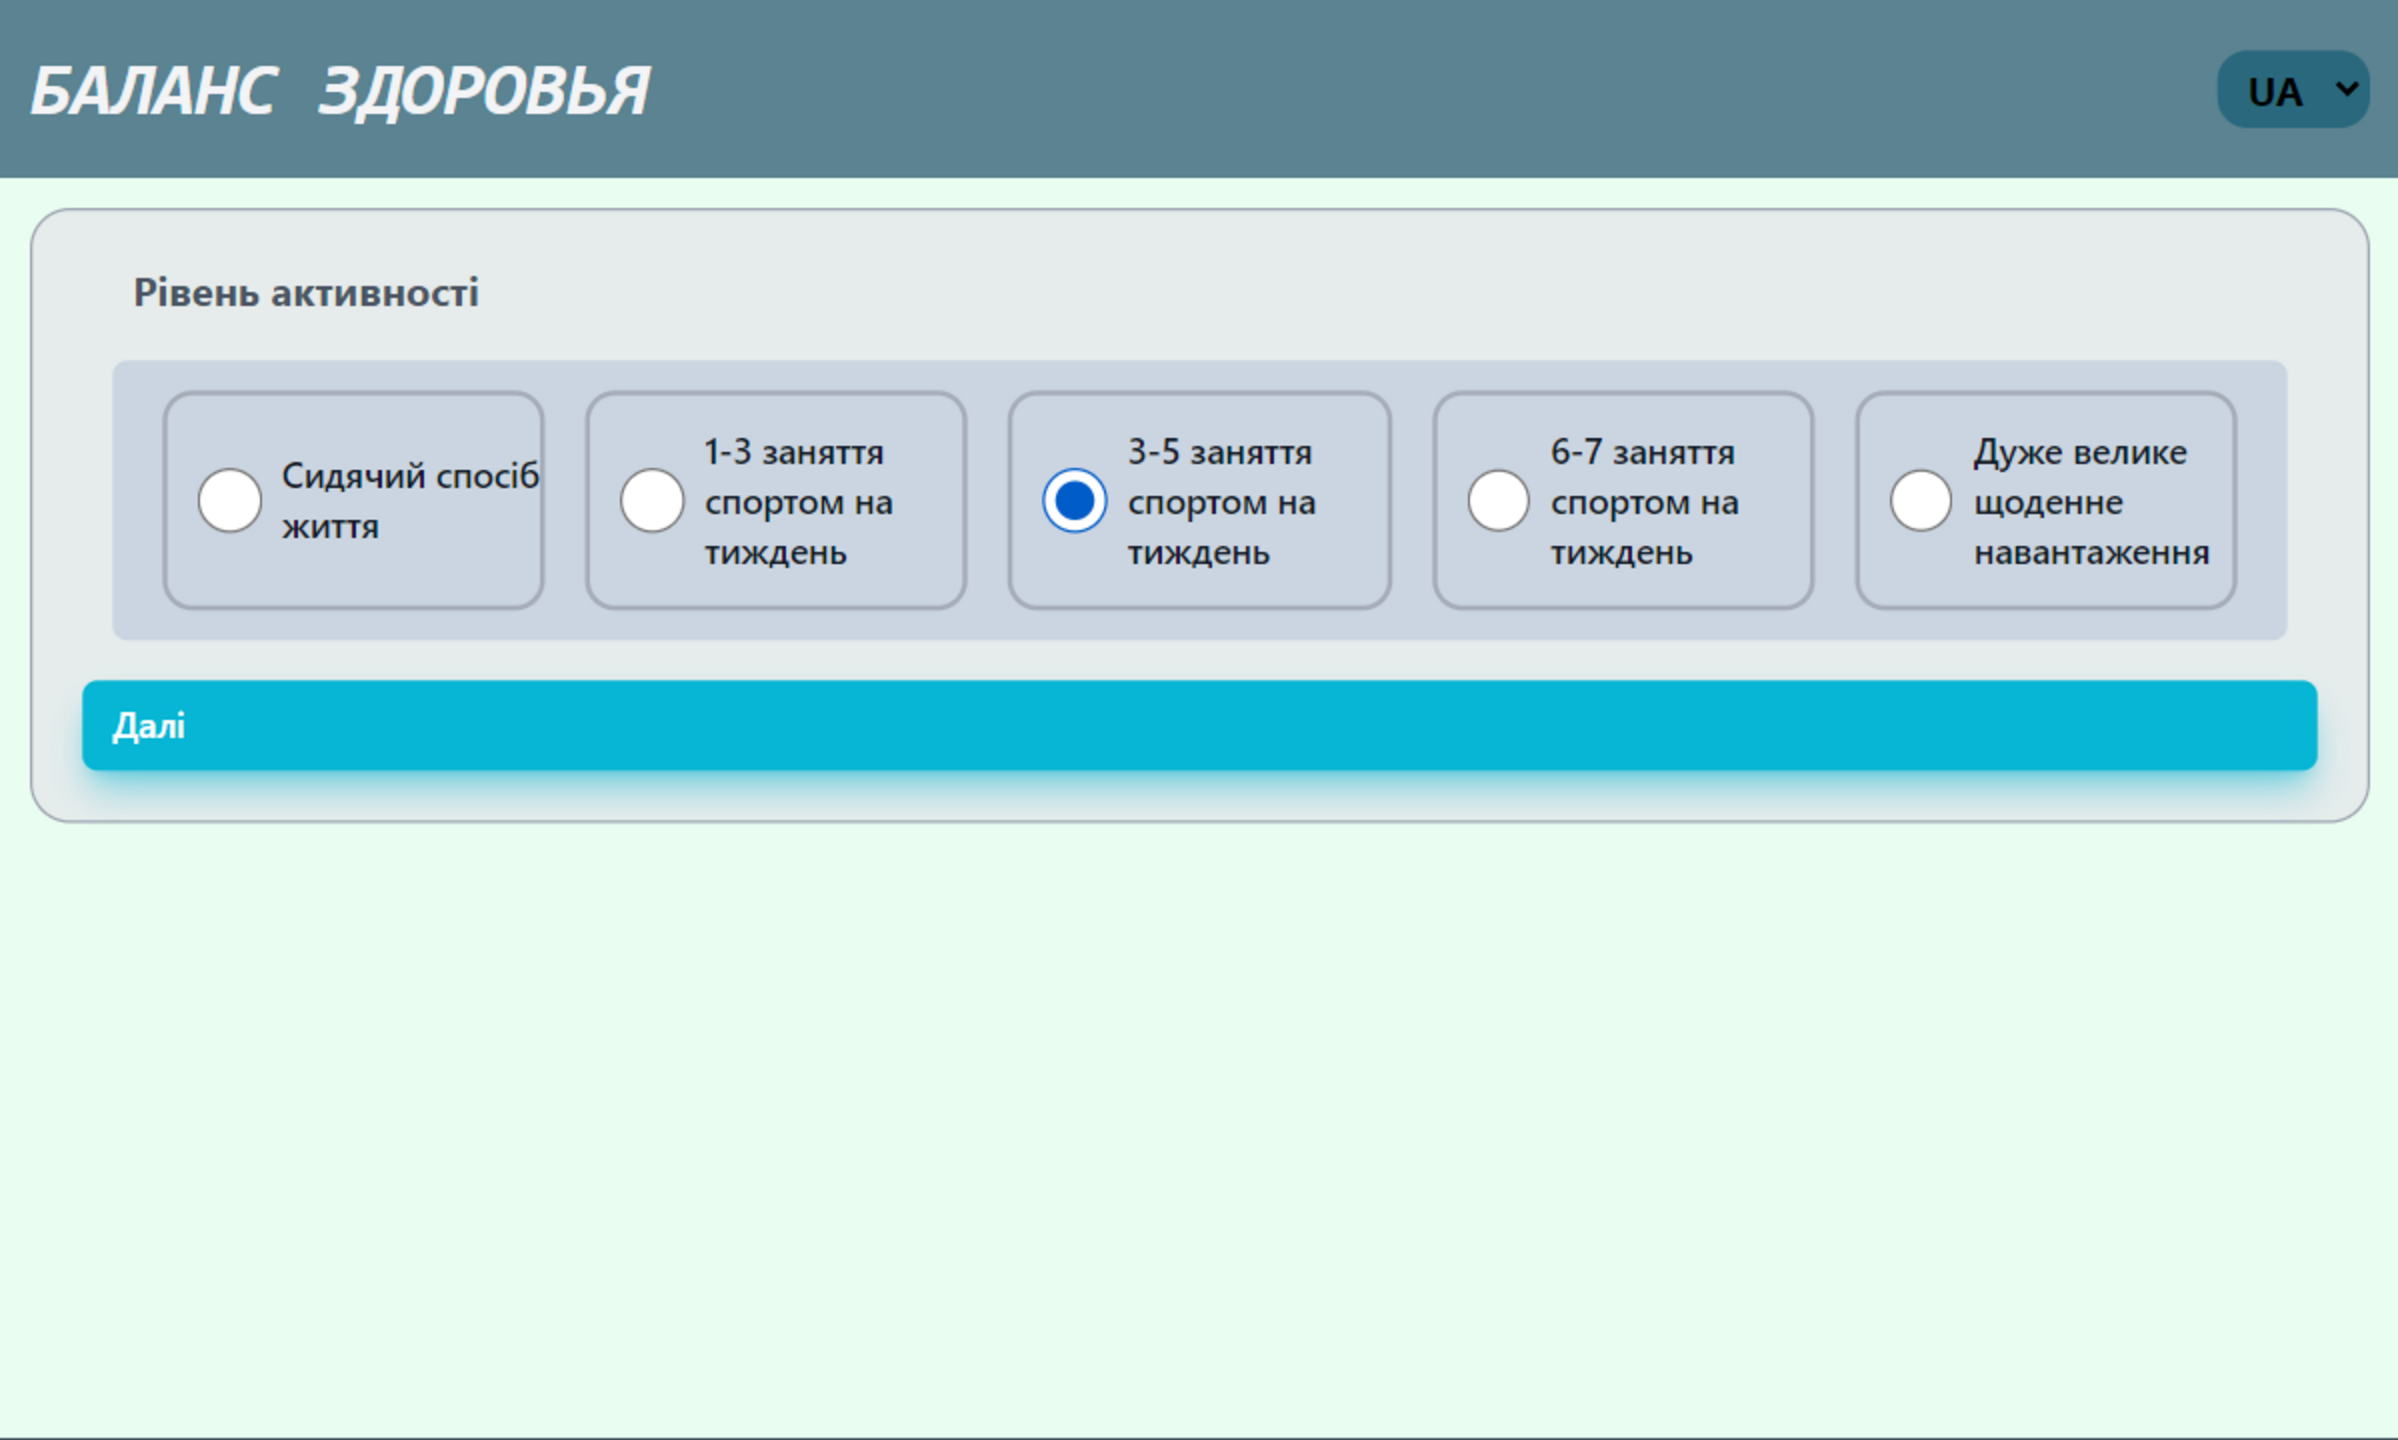 БАЛАНС ЗДОРОВЬЯ
UA
Рівень активності
Сидячий спосіб
життя
1-3 заняття
спортом на
тиждень
3-5 заняття
спортом на
тиждень
6-7 заняття
спортом на
тиждень
Дуже велике
щоденне
навантаження
Далі